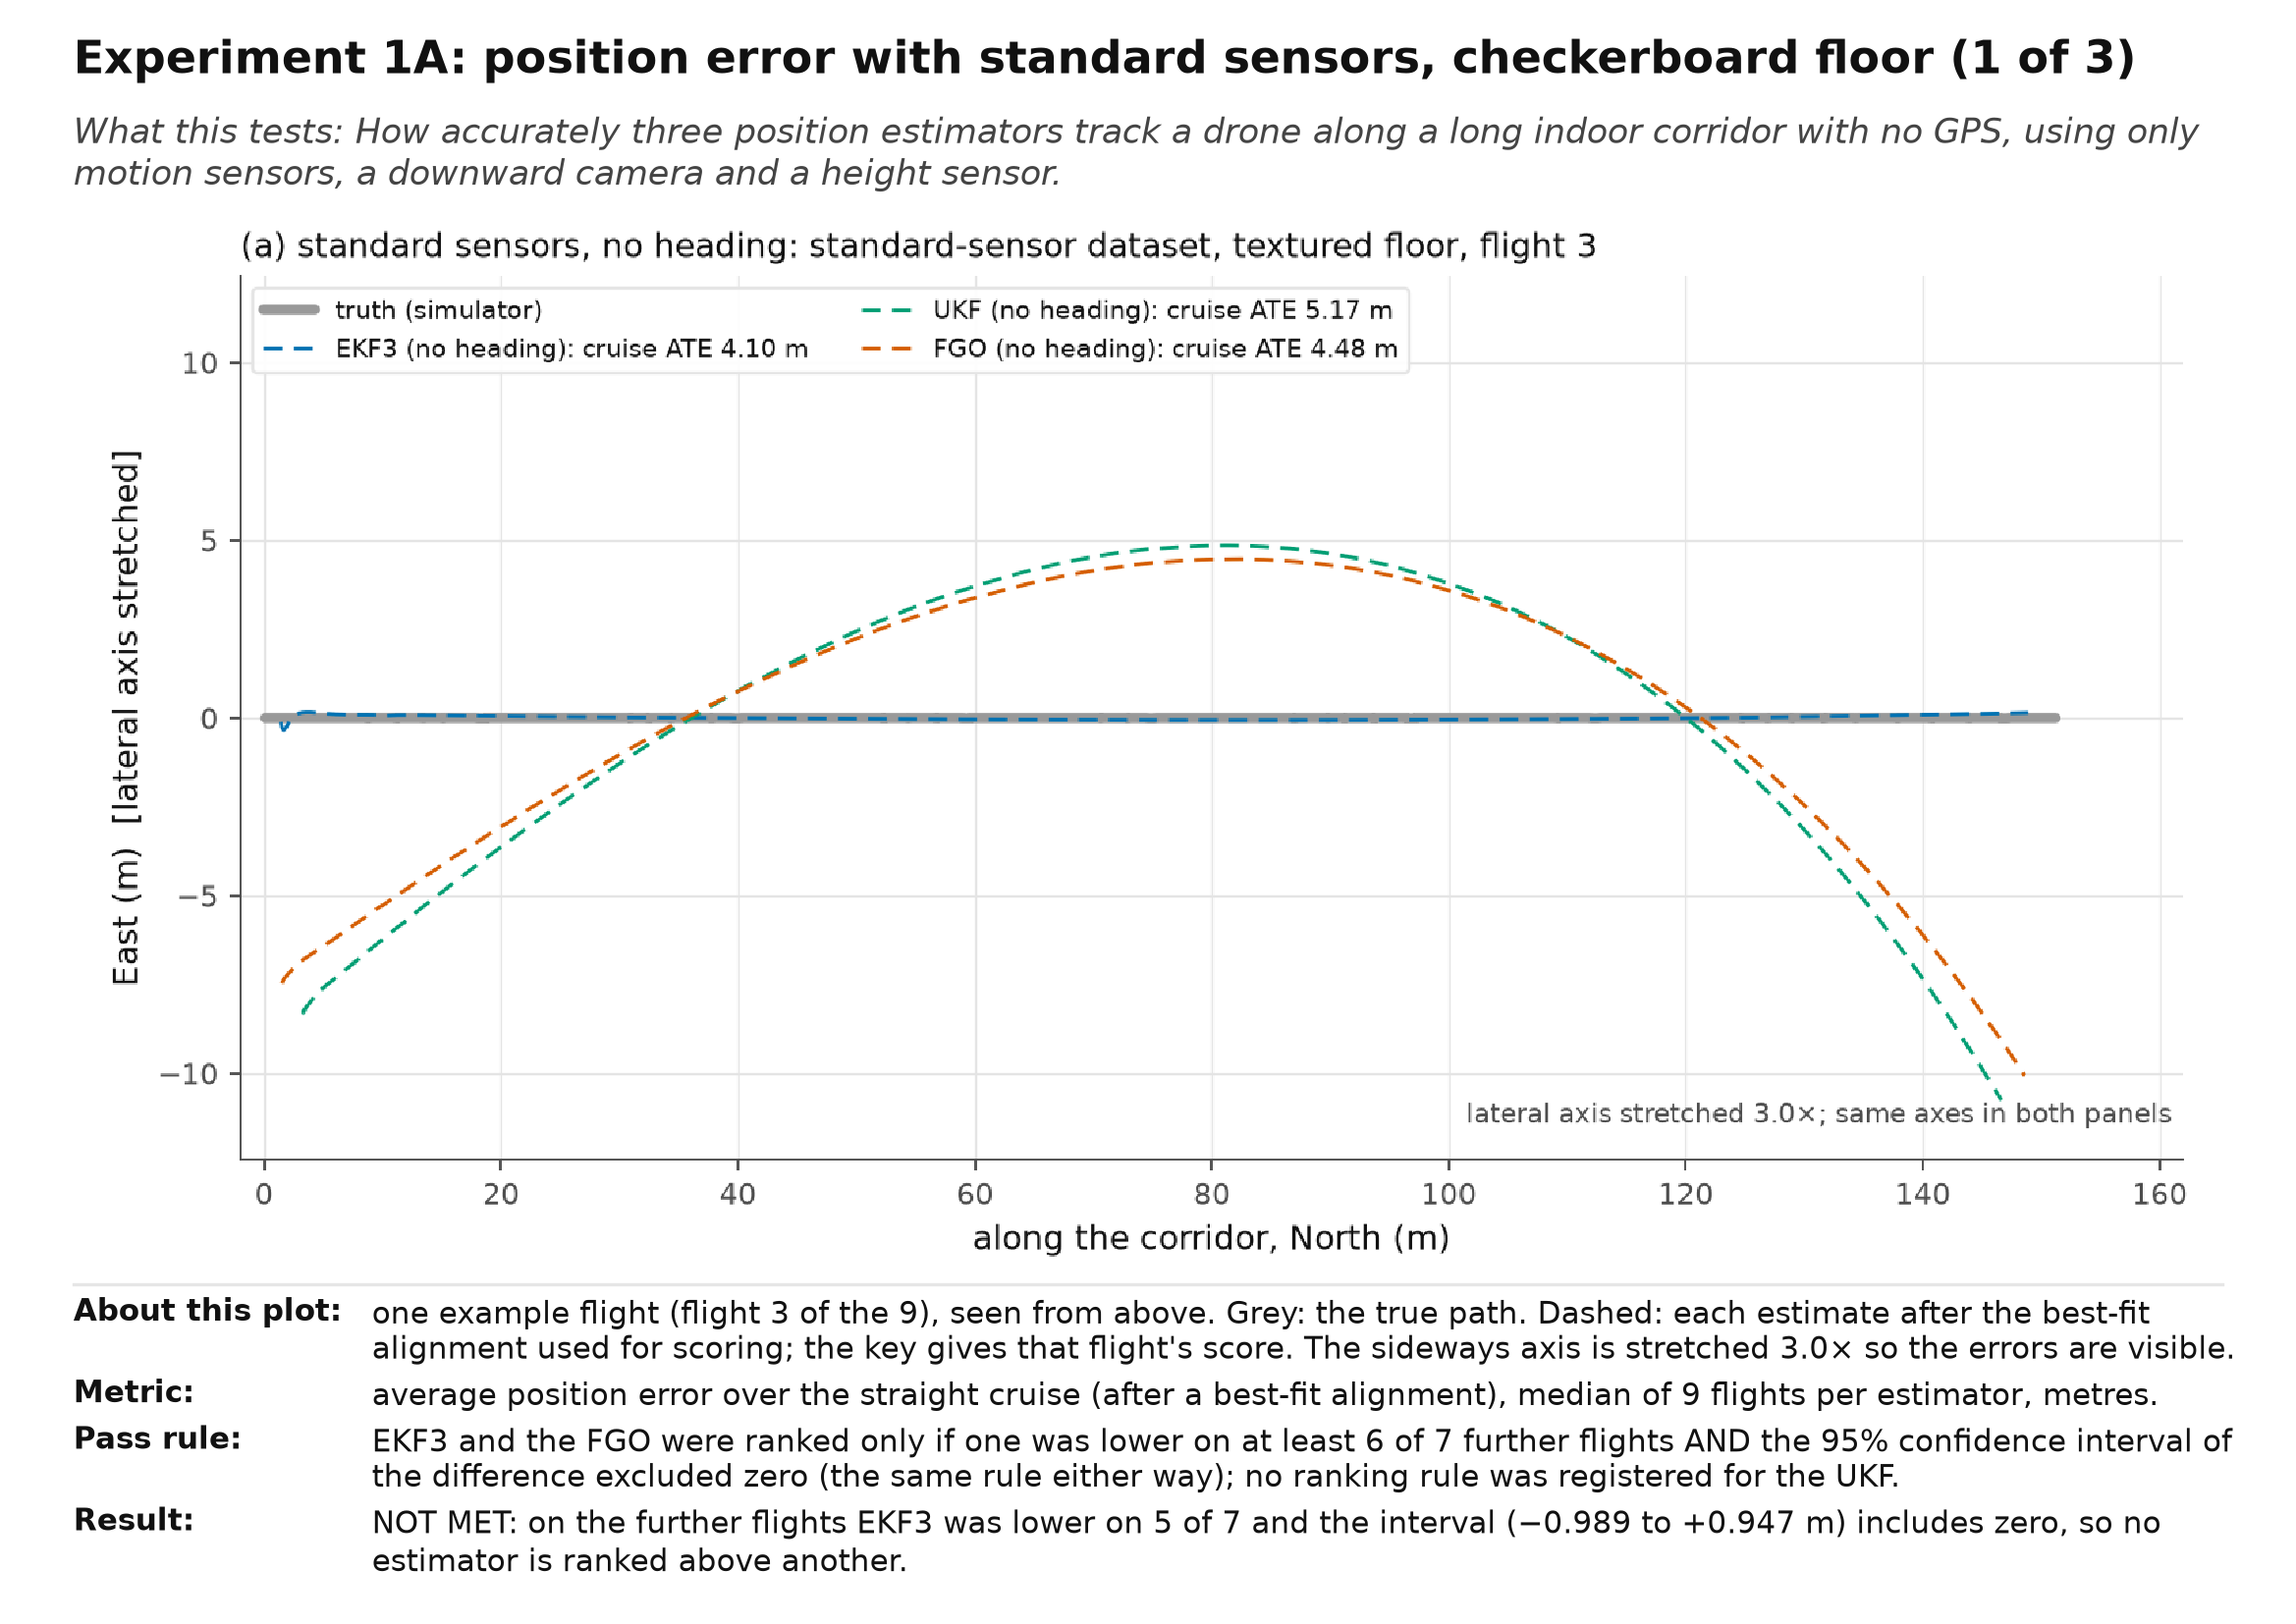 Experiment 1A: position error with standard sensors, checkerboard floor (1 of 3)
What this tests: How accurately three position estimators track a drone along a long indoor corridor with no GPS, using only
motion sensors, a downward camera and a height sensor.
(a) standard sensors, no heading: standard-sensor dataset, textured floor, flight 3
truth (simulator)
EKF3 (no heading): cruise ATE 4.10 m
UKF (no heading): cruise ATE 5.17 m
FGO (no heading): cruise ATE 4.48 m
East (m) [lateral axis stretched]
10
5
0
−5
−10
lateral axis stretched 3.0×; same axes in both panels
0 20 40 60 80 100 120 140 160
along the corridor, North (m)
About this plot: one example flight (flight 3 of the 9), seen from above. Grey: the true path. Dashed: each estimate after the best-fit
alignment used for scoring; the key gives that flight's score. The sideways axis is stretched 3.0× so the errors are visible.
Metric: average position error over the straight cruise (after a best-fit alignment), median of 9 flights per estimator, metres.
Pass rule: EKF3 and the FGO were ranked only if one was lower on at least 6 of 7 further flights AND the 95% confidence interval of
the difference excluded zero (the same rule either way); no ranking rule was registered for the UKF.
Result: NOT MET: on the further flights EKF3 was lower on 5 of 7 and the interval (−0.989 to +0.947 m) includes zero, so no
estimator is ranked above another.